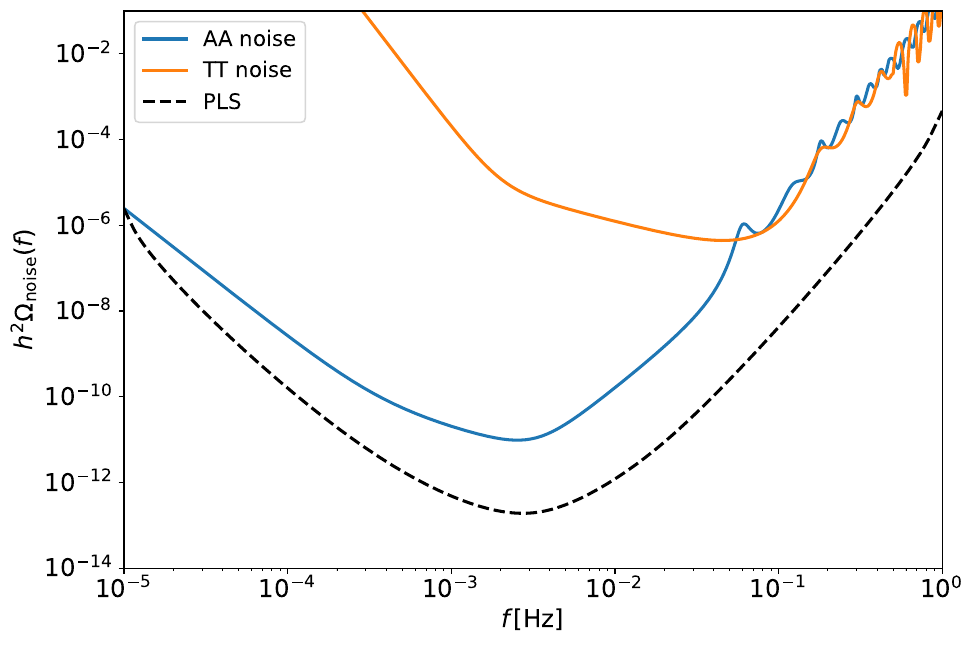 AA noise
TT noise
PLS
10⁻²
10⁻⁴
10⁻⁶
10⁻⁸
10⁻¹⁰
10⁻¹²
10⁻¹⁴
h²Ω_noise(f)
10⁻⁵ 10⁻⁴ 10⁻³ 10⁻² 10⁻¹ 10⁰
f [Hz]